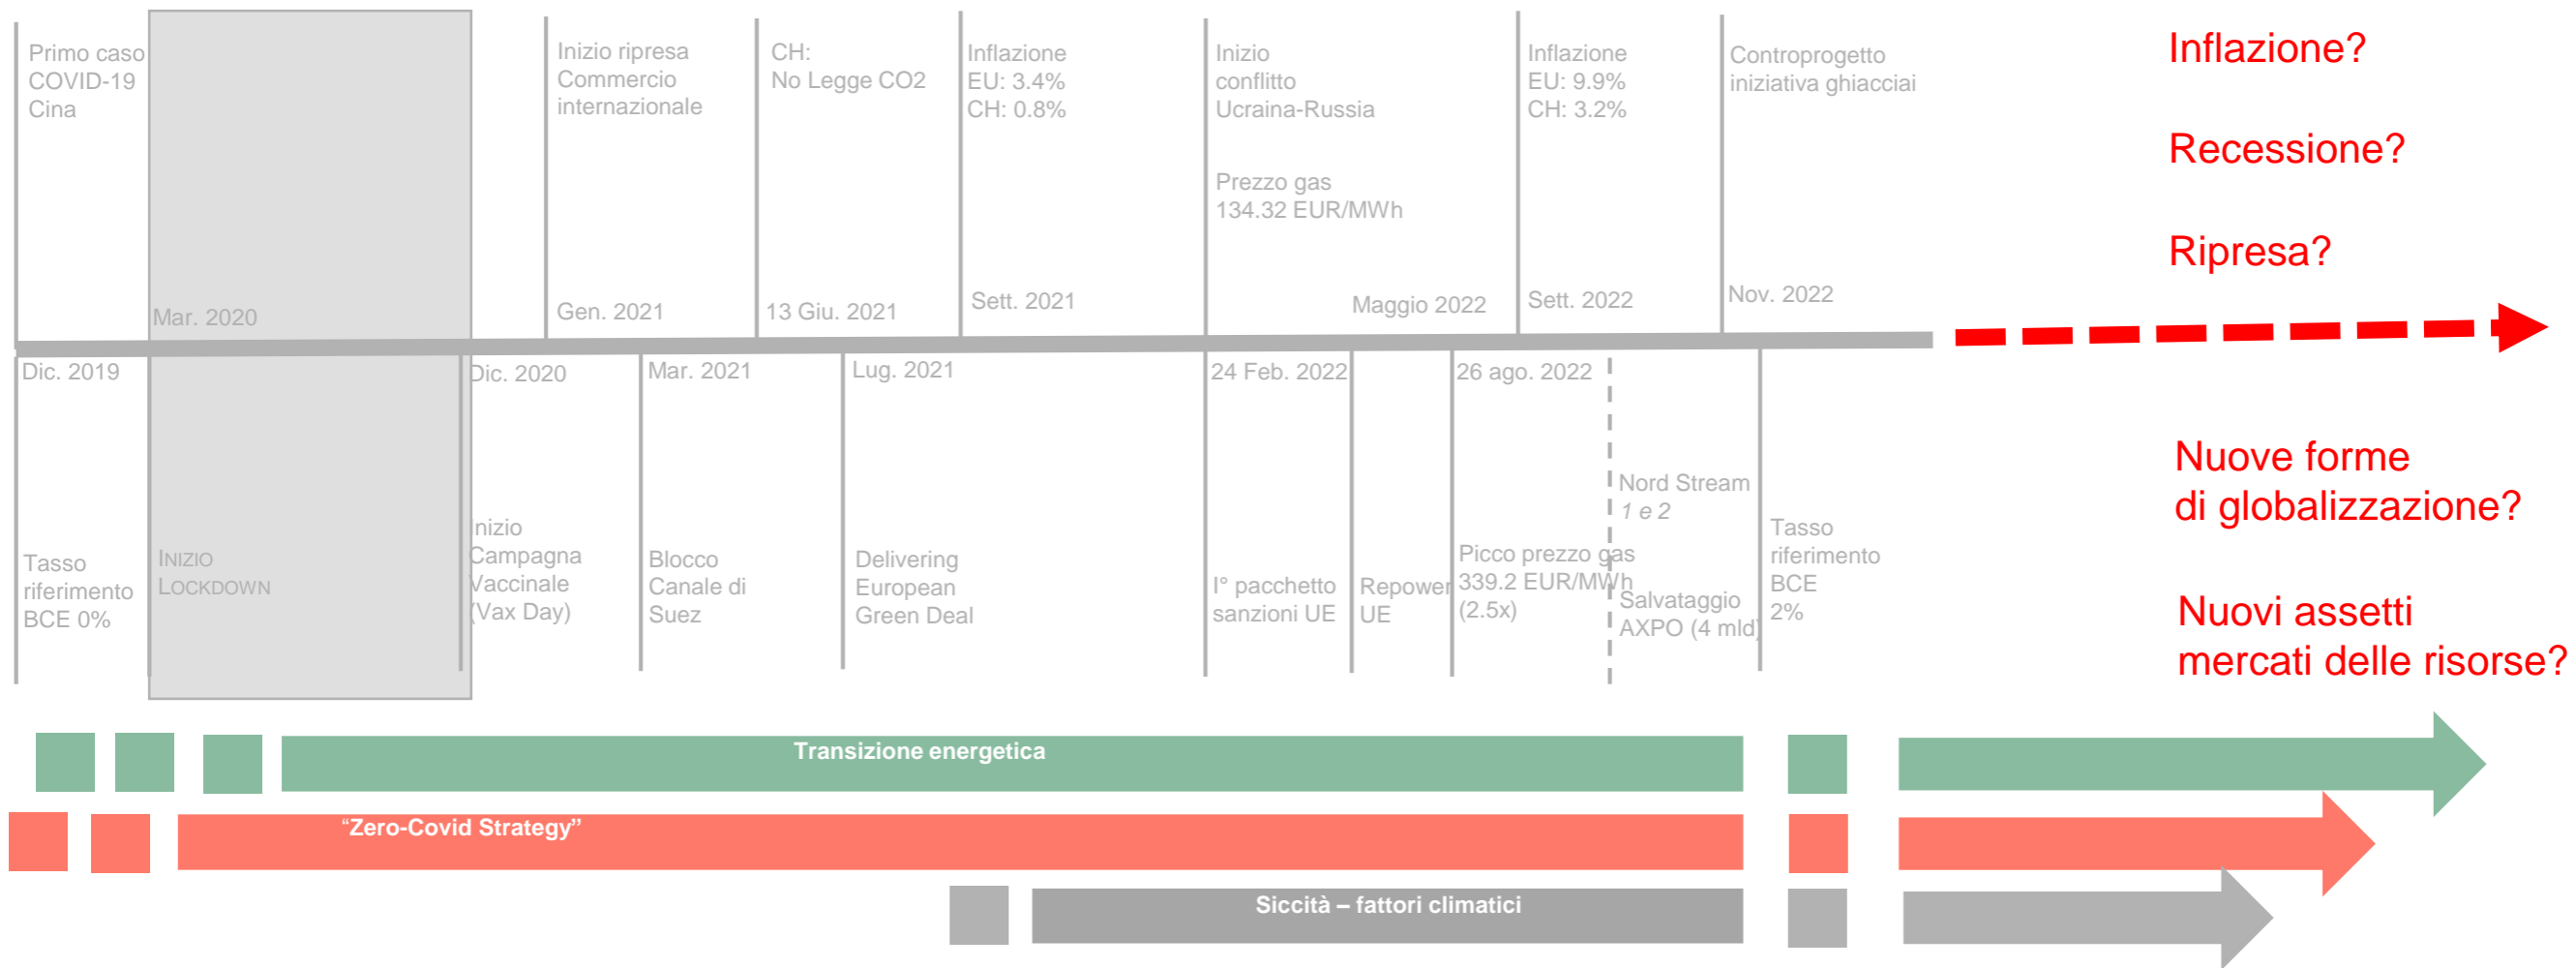 Primo caso
COVID-19
Cina
Inizio ripresa
Commercio
internazionale
CH:
No Legge CO2
Inflazione
EU: 3.4%
CH: 0.8%
Inizio
conflitto
Ucraina-Russia
Prezzo gas
134.32 EUR/MWh
Inflazione
EU: 9.9%
CH: 3.2%
Controprogetto
iniziativa ghiacciai
Inflazione?
Recessione?
Ripresa?
Mar. 2020
Gen. 2021
13 Giu. 2021
Sett. 2021
Maggio 2022
Sett. 2022
Nov. 2022
Dic. 2019
Dic. 2020
Mar. 2021
Lug. 2021
24 Feb. 2022
26 ago. 2022
Tasso
riferimento
BCE 0%
INIZIO
LOCKDOWN
Inizio
Campagna
Vaccinale
(Vax Day)
Blocco
Canale di
Suez
Delivering
European
Green Deal
I° pacchetto
sanzioni UE
Repower
UE
Picco prezzo gas
339.2 EUR/MWh
(2.5x)
Nord Stream
1 e 2
Salvataggio
AXPO (4 mld)
Tasso
riferimento
BCE
2%
Nuove forme
di globalizzazione?
Nuovi assetti
mercati delle risorse?
Transizione energetica
“Zero-Covid Strategy”
Siccità – fattori climatici